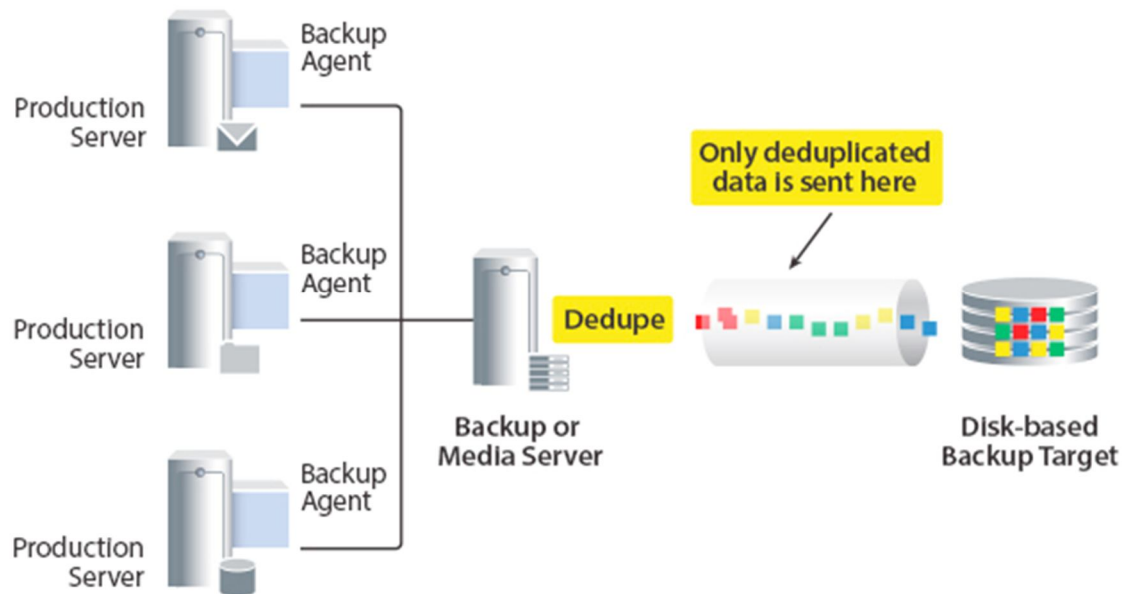 Backup
Agent
Production
Server
Backup
Agent
Production
Server
Backup
Agent
Production
Server
Dedupe
Backup or
Media Server
Only deduplicated
data is sent here
Disk-based
Backup Target